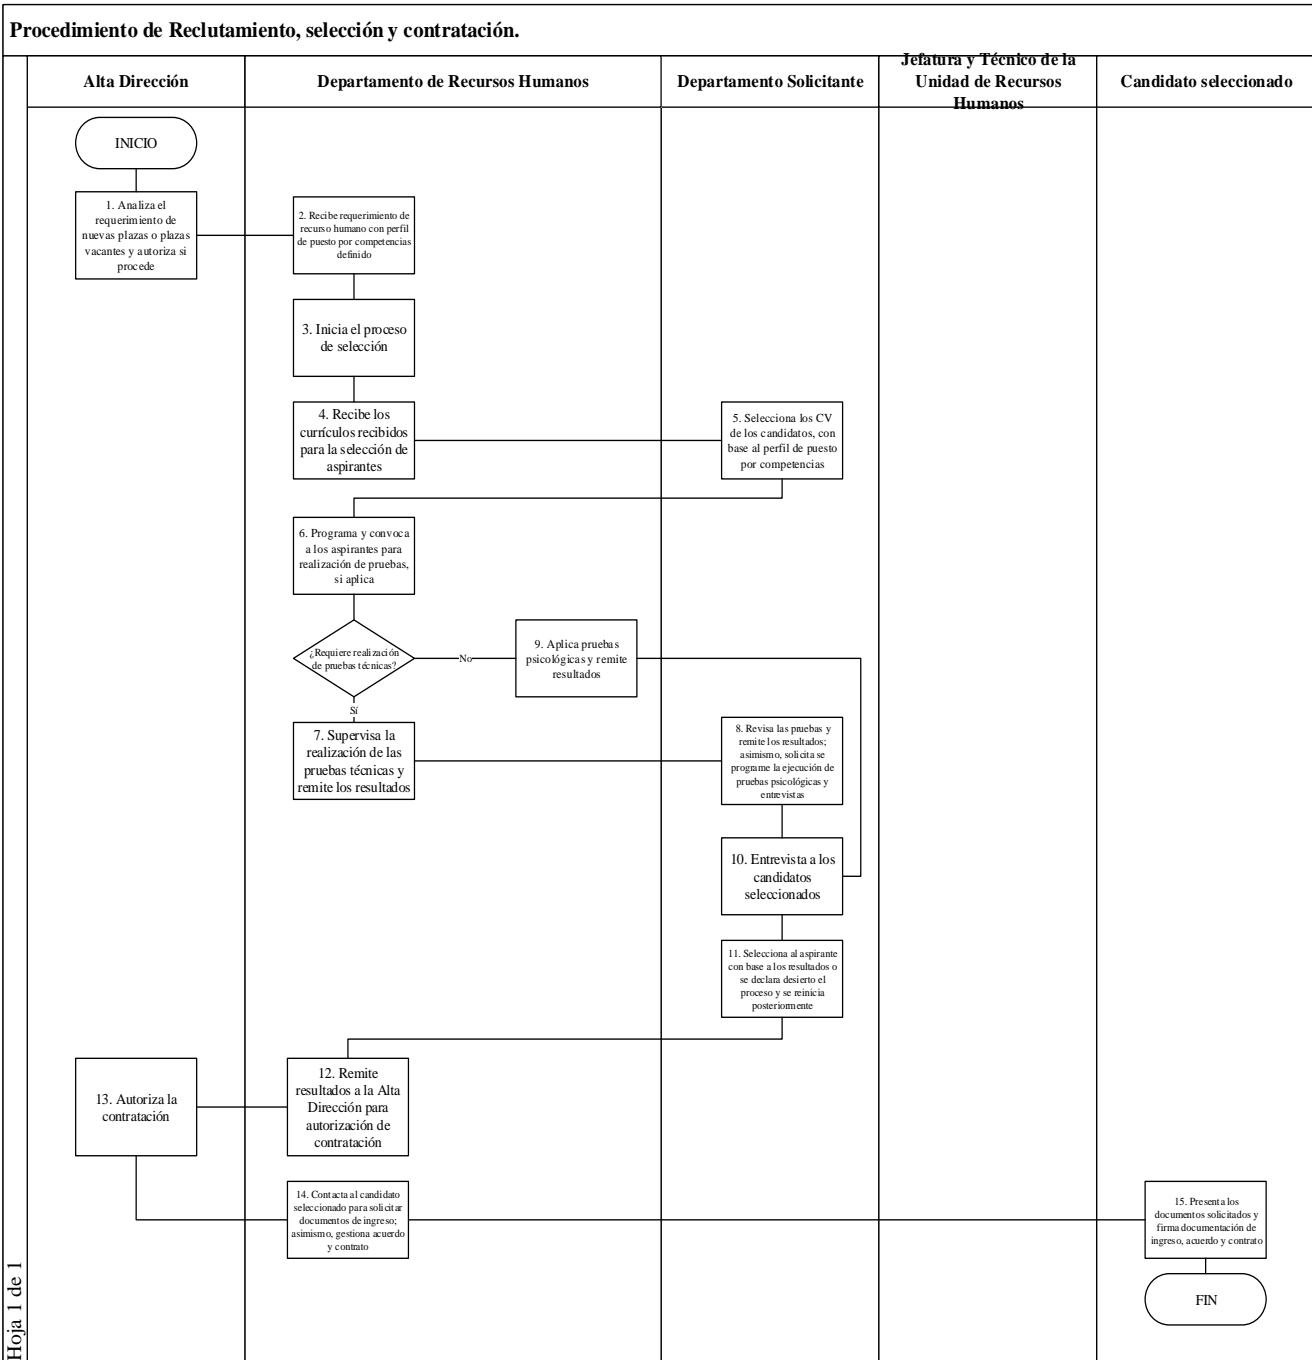 Procedimiento de Reclutamiento, selección y contratación.
Alta Dirección
Departamento de Recursos Humanos
Departamento Solicitante
Jefatura y Técnico de la
Unidad de Recursos
Humanos
Candidato seleccionado
INICIO
1. Analiza el
requerimiento de
nuevas plazas o plazas
vacantes y autoriza si
procede
2. Recibe requerimiento de
recurso humano con perfil
de puesto por competencias
definido
3. Inicia el proceso
de selección
4. Recibe los
currículos recibidos
para la selección de
aspirantes
5. Selecciona los CV
de los candidatos, con
base al perfil de puesto
por competencias
6. Programa y convoca
a los aspirantes para
realización de pruebas,
si aplica
¿Requiere realización
de pruebas técnicas?
No
9. Aplica pruebas
psicológicas y remite
resultados
Sí
7. Supervisa la
realización de las
pruebas técnicas y
remite los resultados
8. Revisa las pruebas y
remite los resultados;
asimismo, solicita se
programe la ejecución de
pruebas psicológicas y
entrevistas
10. Entrevista a los
candidatos
seleccionados
11. Selecciona al aspirante
con base a los resultados o
se declara desierto el
proceso y se reinicia
posteriormente
12. Remite
resultados a la Alta
Dirección para
autorización de
contratación
13. Autoriza la
contratación
14. Contacta al candidato
seleccionado para solicitar
documentos de ingreso;
asimismo, gestiona acuerdo
y contrato
15. Presenta los
documentos solicitados y
firma documentación de
ingreso, acuerdo y contrato
FIN
Hoja 1 de 1